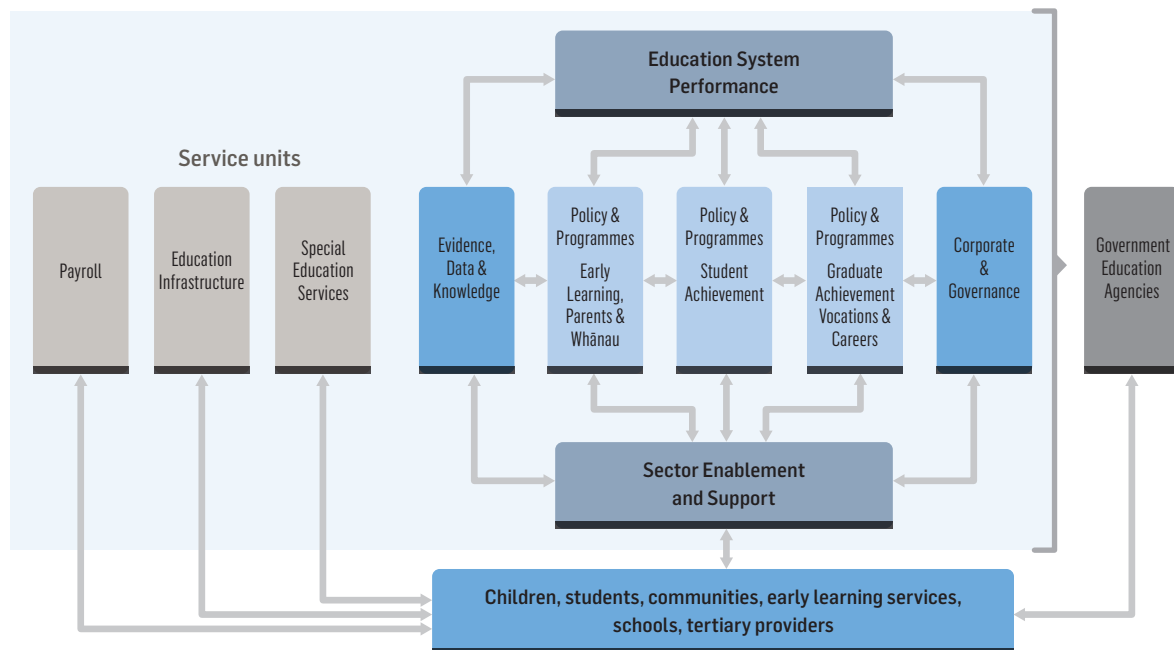 Education System
Performance
Service units
Payroll
Education
Infrastructure
Special
Education
Services
Evidence,
Data &
Knowledge
Policy &
Programmes
Early
Learning,
Parents &
Whānau
Policy &
Programmes
Student
Achievement
Policy &
Programmes
Graduate
Achievement
Vocations &
Careers
Corporate
&
Governance
Government
Education
Agencies
Sector Enablement
and Support
Children, students, communities, early learning services,
schools, tertiary providers